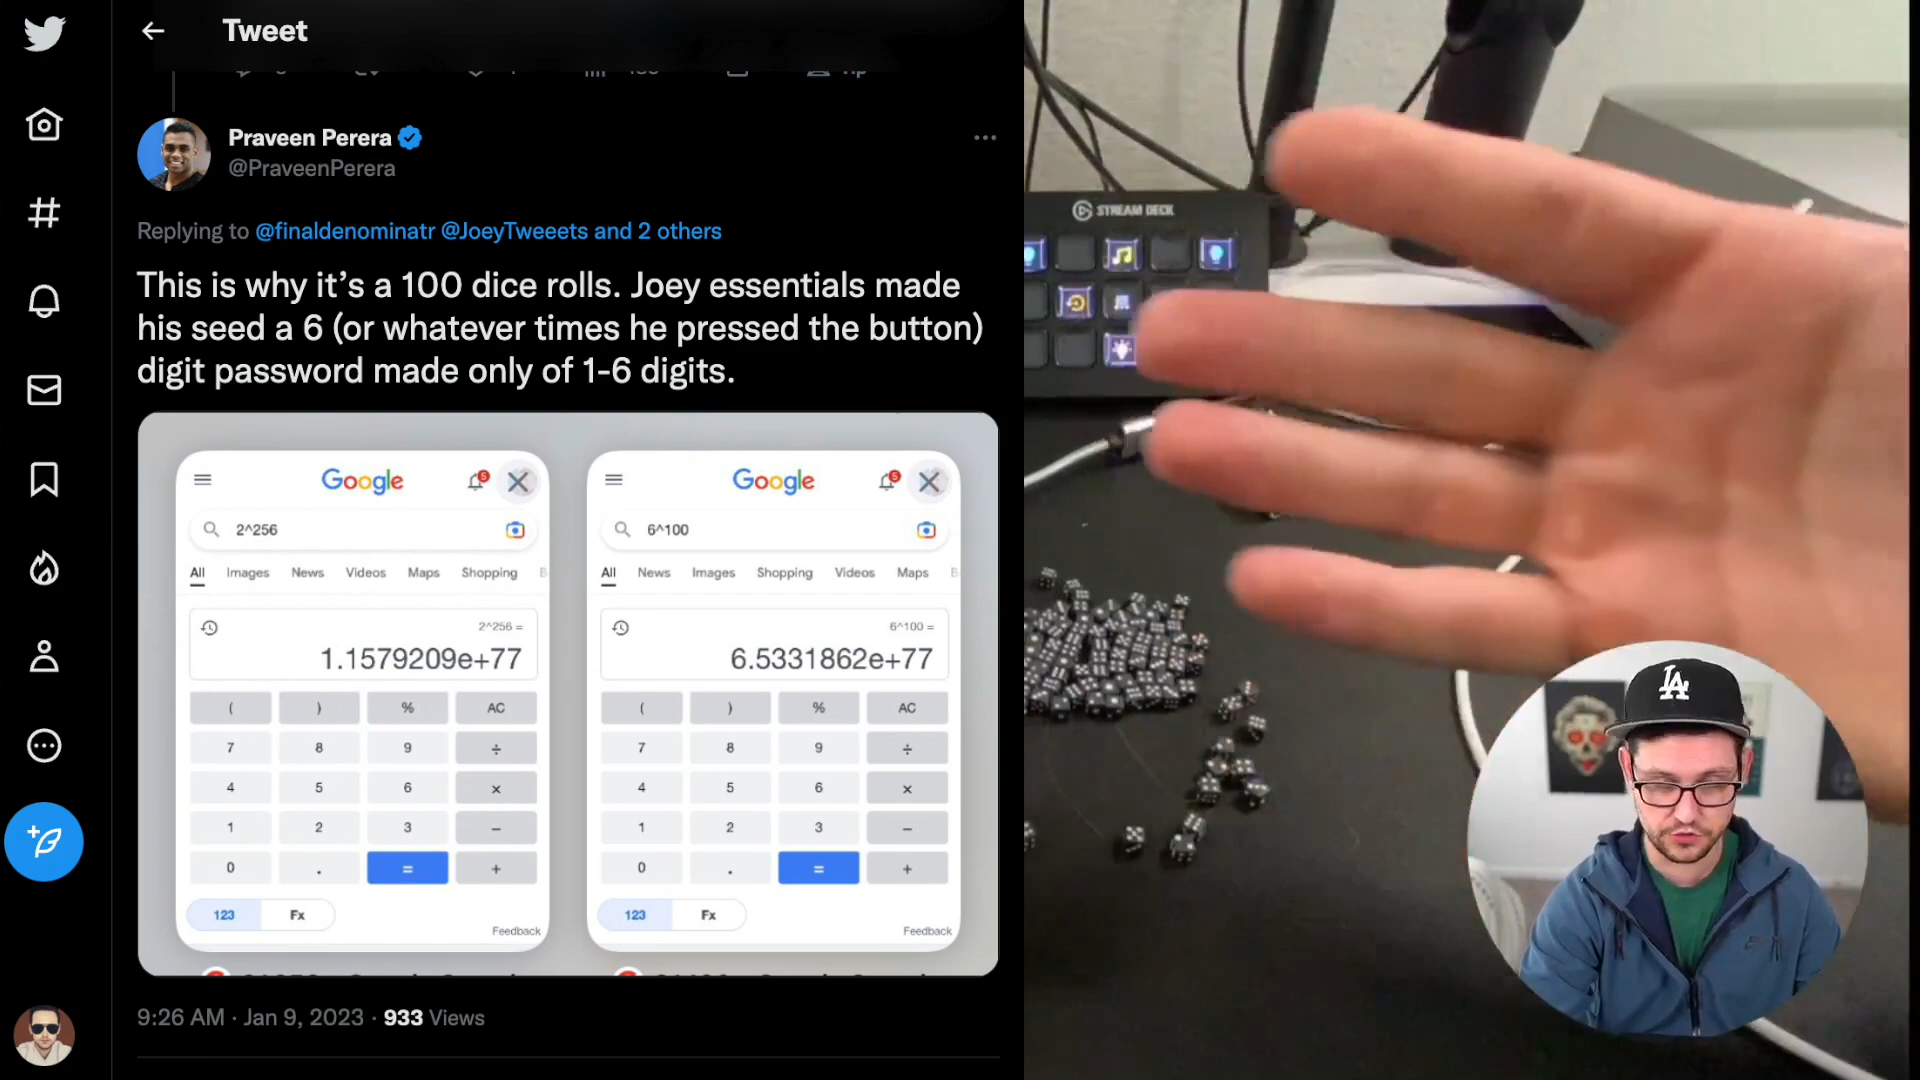 Tweet
Praveen Perera
@PraveenPerera
Replying to @finaldenominatr @JoeyTweeets and 2 others
This is why it’s a 100 dice rolls. Joey essentials made
his seed a 6 (or whatever times he pressed the button)
digit password made only of 1-6 digits.
Google
5
2^256
All Images News Videos Maps Shopping B
2^256 =
1.1579209e+77
( ) % AC
7 8 9 ÷
4 5 6 ×
1 2 3 −
0 . = +
123 Fx
Feedback
Google
5
6^100
All News Images Shopping Videos Maps B
6^100 =
6.5331862e+77
( ) % AC
7 8 9 ÷
4 5 6 ×
1 2 3 −
0 . = +
123 Fx
Feedback
9:26 AM · Jan 9, 2023 · 933 Views
STREAM DECK
LA